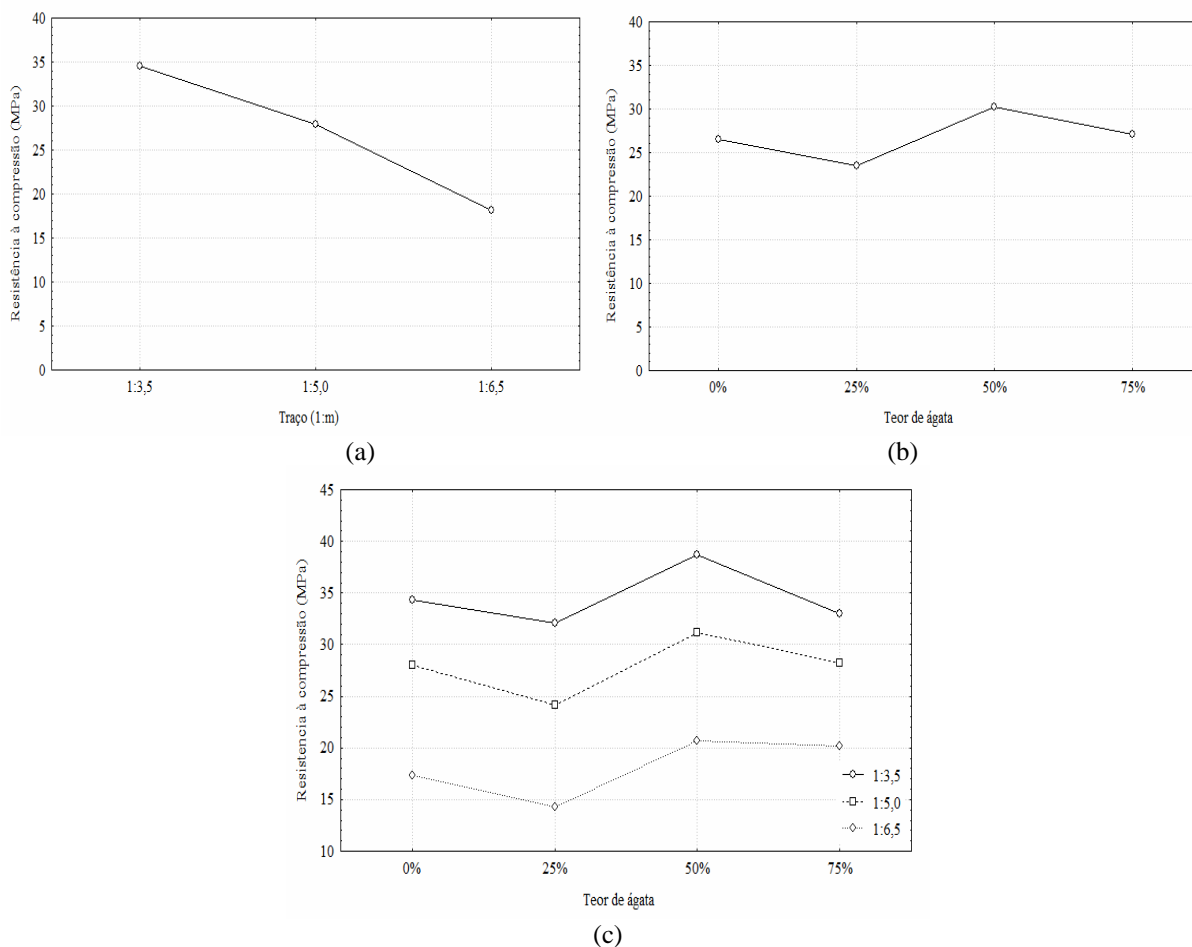 40
35
30
25
20
15
10
5
0
Resistência à compressão (MPa)
1:3,5 1:5,0 1:6,5
Traço (1:m)
(a)
40
35
30
25
20
15
10
5
0
Resistência à compressão (MPa)
0% 25% 50% 75%
Teor de ágata
(b)
45
40
35
30
25
20
15
10
Resistencia à compressão (MPa)
1:3,5
1:5,0
1:6,5
0% 25% 50% 75%
Teor de ágata
(c)